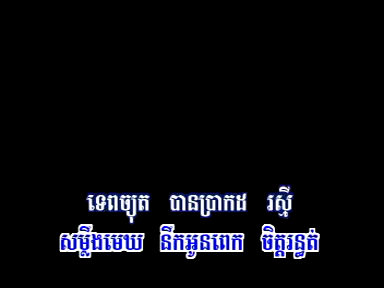 ទេពច្យុត បានប្រាកដ រស្មី
សម្លឹងមេឃ នឹកអូនពេក ចិត្តរន្ធត់